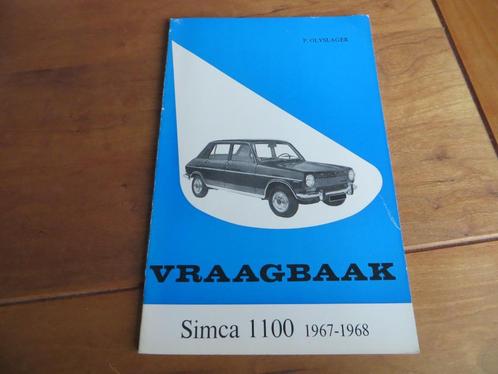 P. OLYSLAGER
VRAAGBAAK
Simca 1100 1967-1968